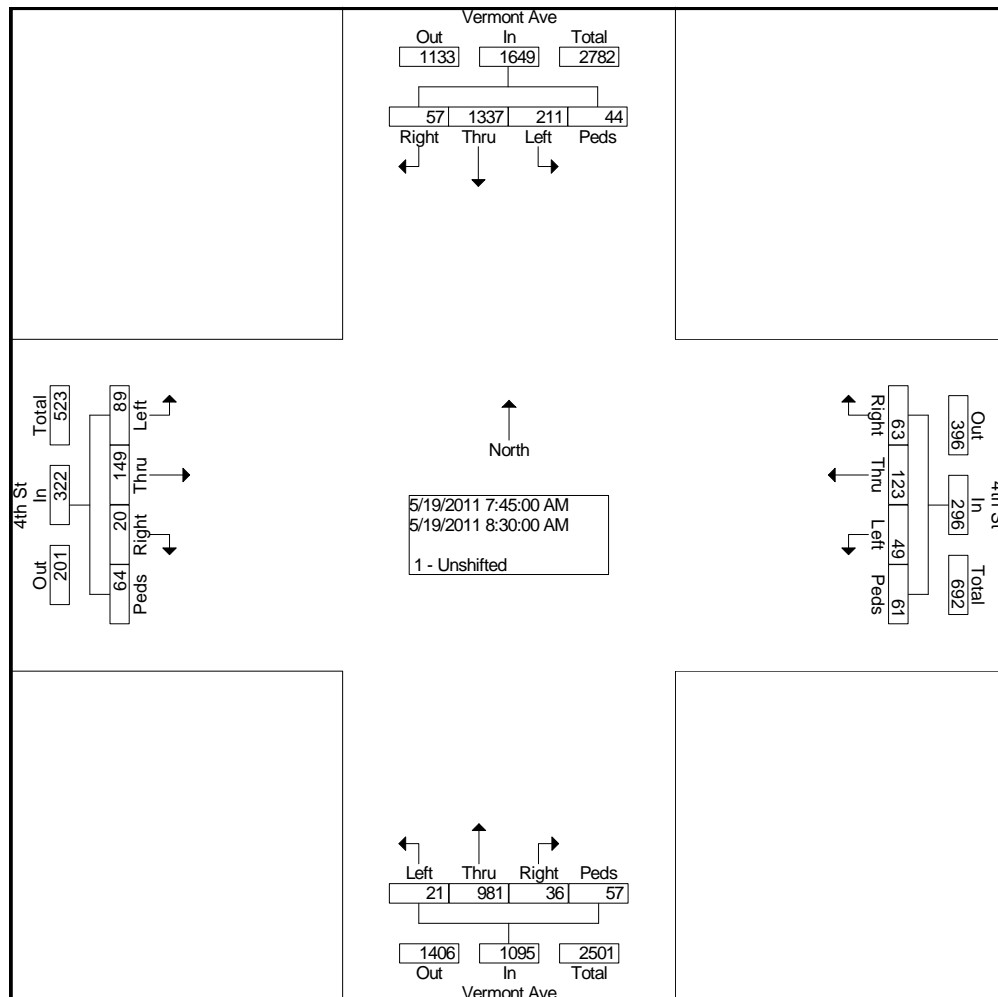 Vermont Ave
Out In Total
1133 1649 2782
57 1337 211 44
Right Thru Left Peds
4th St
Total In Out
523 322 201
89 149 20 64
Left Thru Right Peds
North
5/19/2011 7:45:00 AM
5/19/2011 8:30:00 AM
1 - Unshifted
Right Thru Left Peds
63 123 49 61
Out In Total
396 296 692
4th St
Left Thru Right Peds
21 981 36 57
1406 1095 2501
Out In Total
Vermont Ave